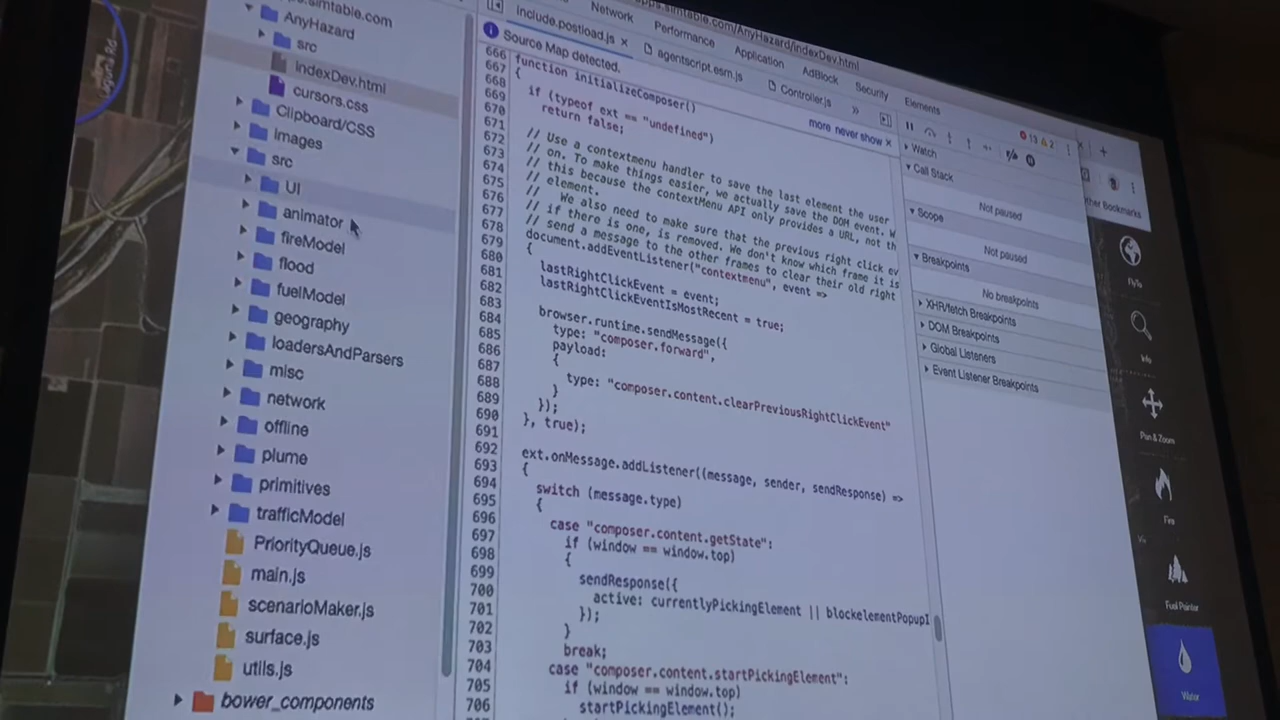 simtable.com
AnyHazard
src
indexDev.html
cursors.css
Clipboard/CSS
Images
src
UI
animator
fireModel
flood
fuelModel
geography
loadersAndParsers
misc
network
offline
plume
primitives
trafficModel
PriorityQueue.js
main.js
scenarioMaker.js
surface.js
utils.js
bower_components
apps.simtable.com/AnyHazard/indexDev.html
Network
Performance
Application
AdBlock
Security
Elements
include.postload.js ×
agentscript.esm.js
Controller.js
»
Source Map detected.
more never show ×
666 function initializeComposer()
667 {
668 if (typeof ext == "undefined")
669 return false;
670
671 // Use a contextmenu handler to save the last element the user
672 // on. To make things easier, we actually save the DOM event. W
673 // this because the contextMenu API only provides a URL, not th
674 // element.
675 // We also need to make sure that the previous right click ev
676 // if there is one, is removed. We don't know which frame it is
677 // send a message to the other frames to clear their old right
678 document.addEventListener("contextmenu", event =>
679 {
680 lastRightClickEvent = event;
681 lastRightClickEventIsMostRecent = true;
682
683 browser.runtime.sendMessage({
684 type: "composer.forward",
685 payload:
686 {
687 type: "composer.content.clearPreviousRightClickEvent"
688 }
689 });
690 }, true);
691
692 ext.onMessage.addListener((message, sender, sendResponse) =>
693 {
694 switch (message.type)
695 {
696 case "composer.content.getState":
697 if (window == window.top)
698 {
699 sendResponse({
700 active: currentlyPickingElement || blockelementPopupI
701 });
702 }
703 break;
704 case "composer.content.startPickingElement":
705 if (window == window.top)
706 startPickingElement();
13 2
Watch
Call Stack
Not paused
Scope
Not paused
Breakpoints
No breakpoints
XHR/fetch Breakpoints
DOM Breakpoints
Global Listeners
Event Listener Breakpoints
ther Bookmarks
FlyTo
Info
Pan & Zoom
Fire
Fuel Painter
Water